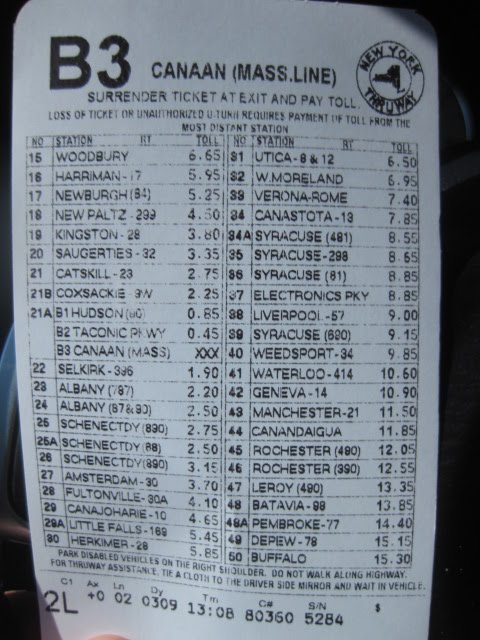 B3 CANAAN (MASS.LINE)
NEW YORK THRUWAY
SURRENDER TICKET AT EXIT AND PAY TOLL.
LOSS OF TICKET OR UNAUTHORIZED U-TURN REQUIRES PAYMENT OF TOLL FROM THE
MOST DISTANT STATION
NO STATION RT TOLL NO STATION RT TOLL
15 WOODBURY 6.65 31 UTICA-8 & 12 6.50
16 HARRIMAN-17 5.95 32 W.MORELAND 6.95
17 NEWBURGH (84) 5.25 33 VERONA-ROME 7.40
18 NEW PALTZ-299 4.50 34 CANASTOTA-13 7.85
19 KINGSTON-28 3.80 34A SYRACUSE (481) 8.55
20 SAUGERTIES-32 3.35 35 SYRACUSE-298 8.65
21 CATSKILL-23 2.75 36 SYRACUSE (81) 8.85
21B COXSACKIE-9W 2.25 37 ELECTRONICS PKY 8.85
21A B1 HUDSON (90) 0.85 38 LIVERPOOL-57 9.00
B2 TACONIC PKWY 0.45 39 SYRACUSE (690) 9.15
B3 CANAAN (MASS) XXX 40 WEEDSPORT-34 9.85
22 SELKIRK-396 1.90 41 WATERLOO-414 10.60
23 ALBANY (787) 2.20 42 GENEVA-14 10.90
24 ALBANY (87&90) 2.50 43 MANCHESTER-21 11.50
25 SCHENECTDY (890) 2.75 44 CANANDAIGUA 11.85
25A SCHENECTDY (88) 2.50 45 ROCHESTER (490) 12.05
26 SCHENECTDY (890) 3.15 46 ROCHESTER (390) 12.55
27 AMSTERDAM-30 3.70 47 LEROY (490) 13.35
28 FULTONVILLE-30A 4.10 48 BATAVIA-98 13.85
29 CANAJOHARIE-10 4.65 48A PEMBROKE-77 14.40
29A LITTLE FALLS-169 5.45 49 DEPEW-78 15.15
30 HERKIMER-28 5.85 50 BUFFALO 15.30
PARK DISABLED VEHICLES ON THE RIGHT SHOULDER. DO NOT WALK ALONG HIGHWAY.
FOR THRUWAY ASSISTANCE, TIE A CLOTH TO THE DRIVER SIDE MIRROR AND WAIT IN VEHICLE.
C1 Ax Ln Dy Tm C# S/N $
2L +0 02 0309 13:08 80360 5284